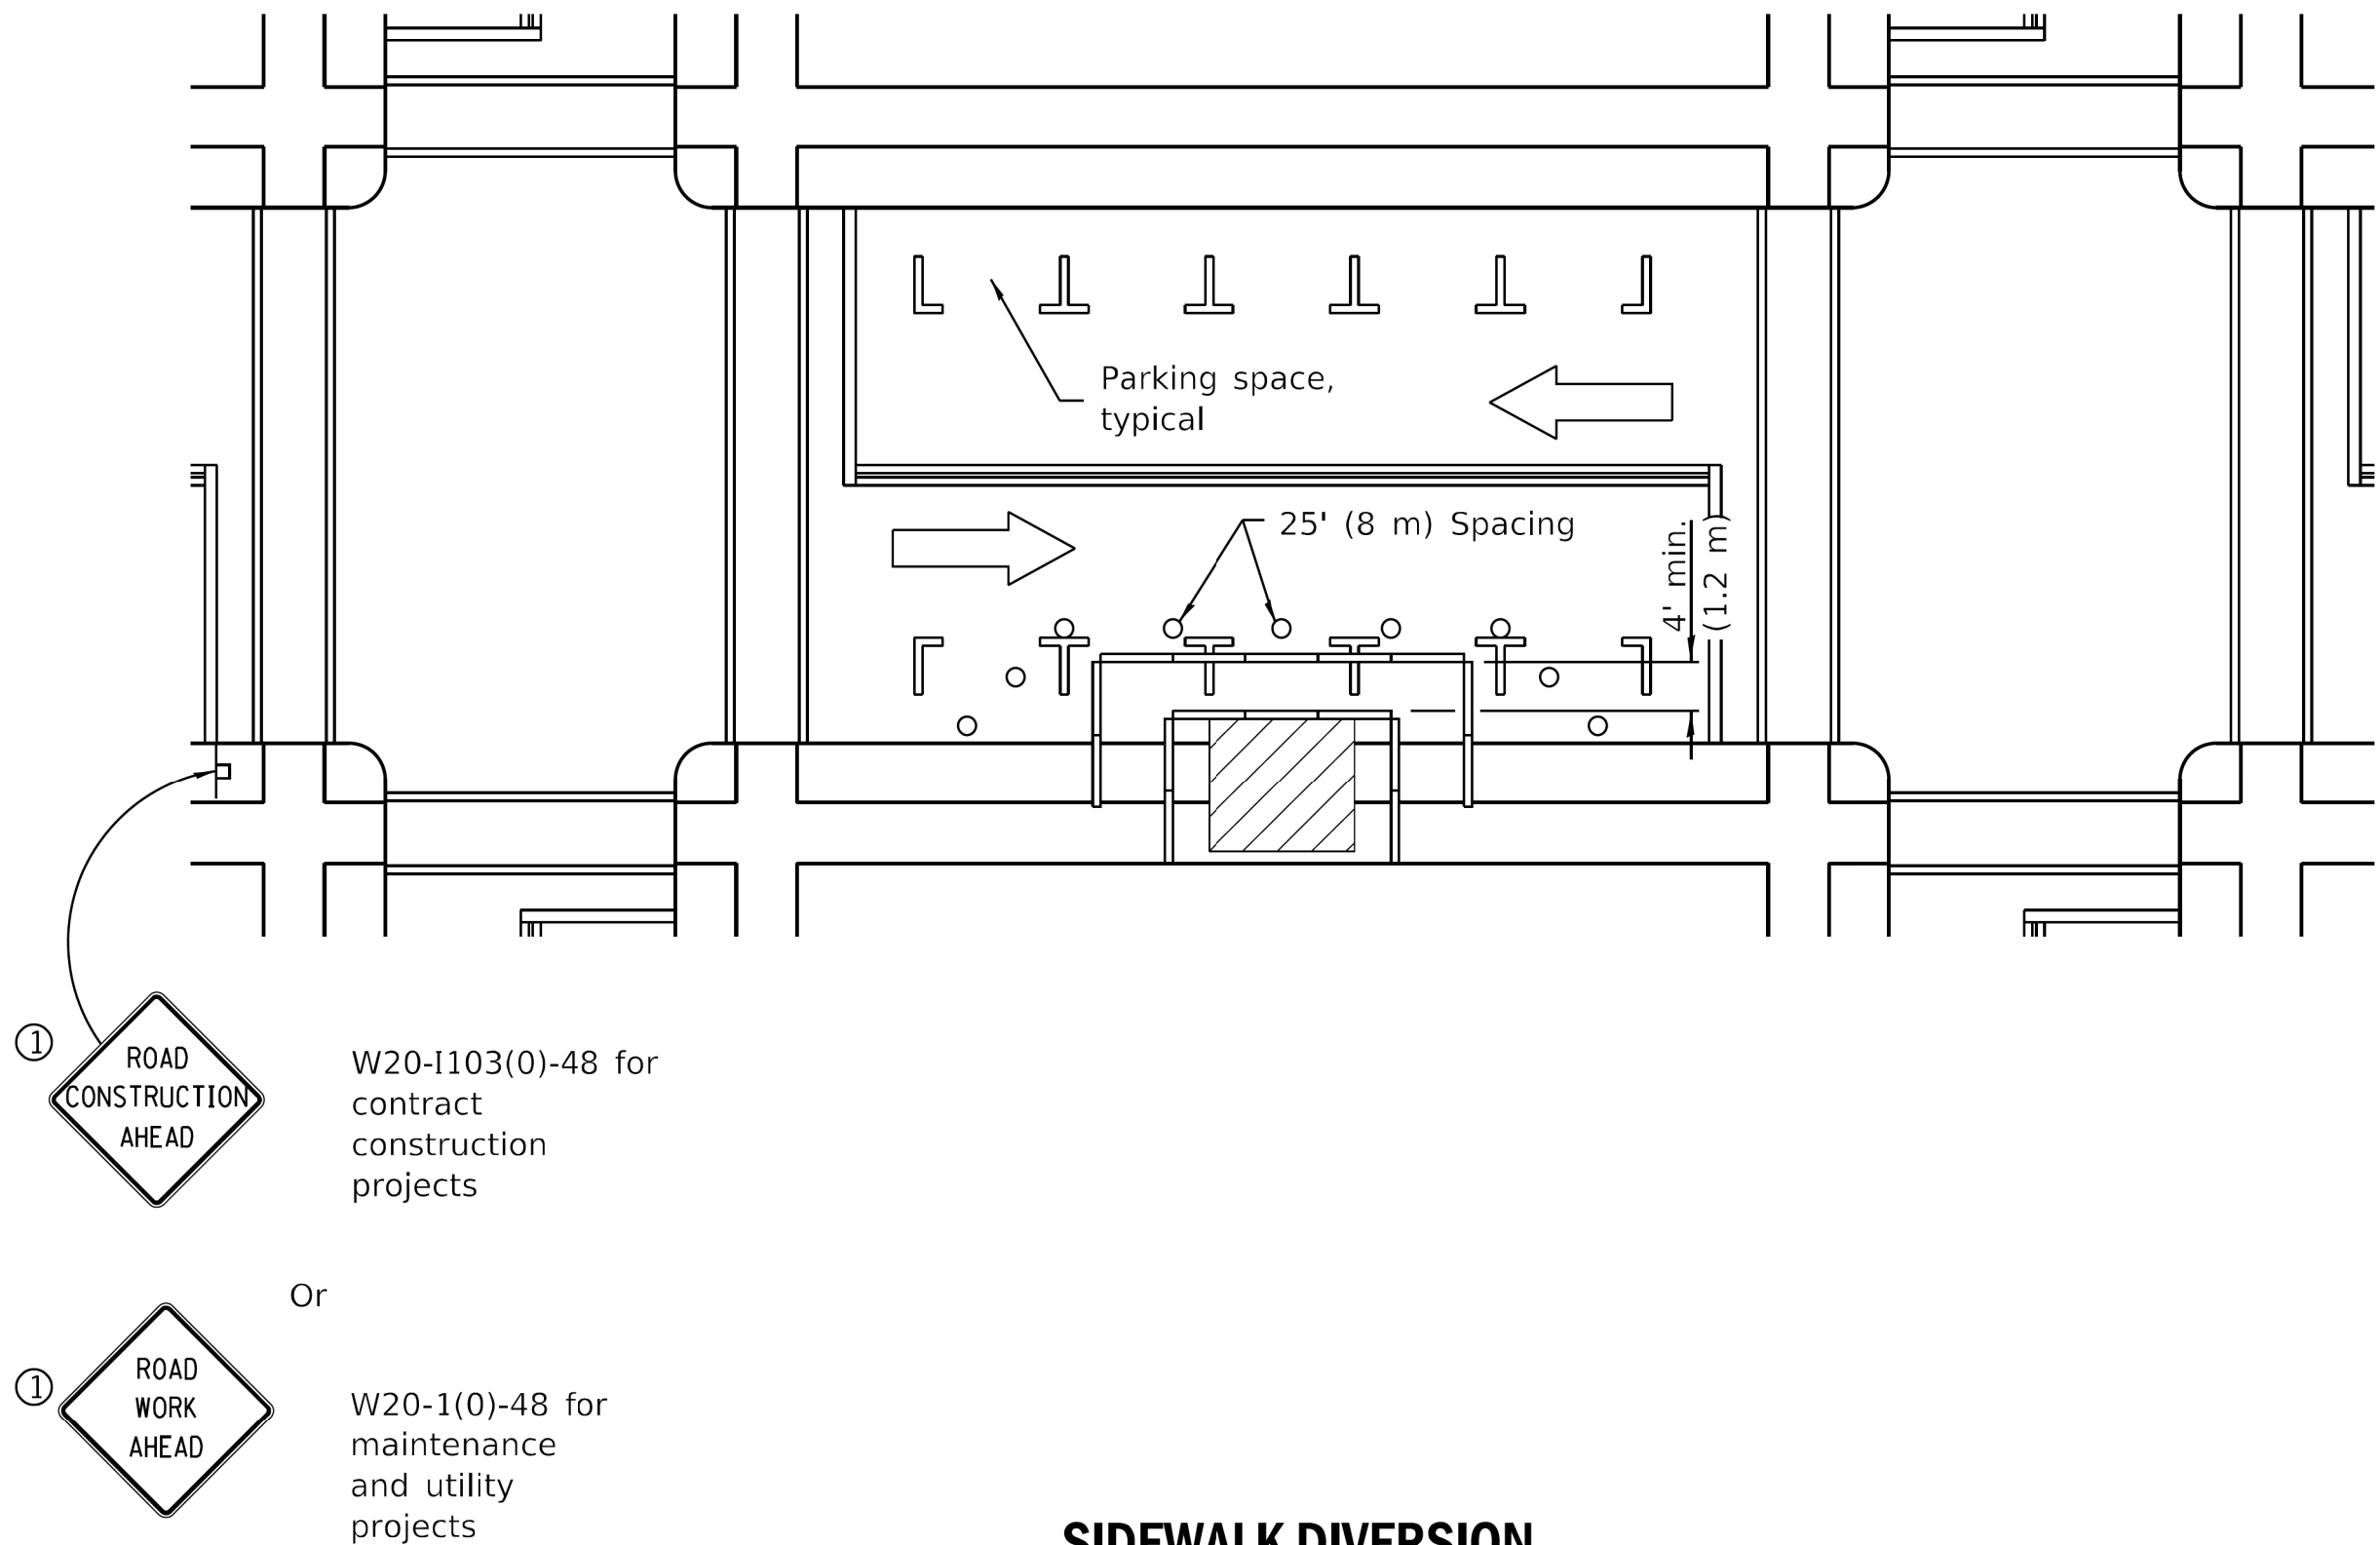 Parking space,
typical
25' (8 m) Spacing
4' min.
(1.2 m)
1
ROAD
CONSTRUCTION
AHEAD
W20-I103(0)-48 for
contract
construction
projects
Or
1
ROAD
WORK
AHEAD
W20-1(0)-48 for
maintenance
and utility
projects
SIDEWALK DIVERSION